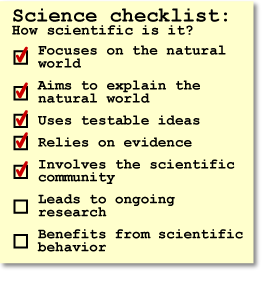 Science checklist:
How scientific is it?
Focuses on the natural
world
Aims to explain the
natural world
Uses testable ideas
Relies on evidence
Involves the scientific
community
Leads to ongoing
research
Benefits from scientific
behavior